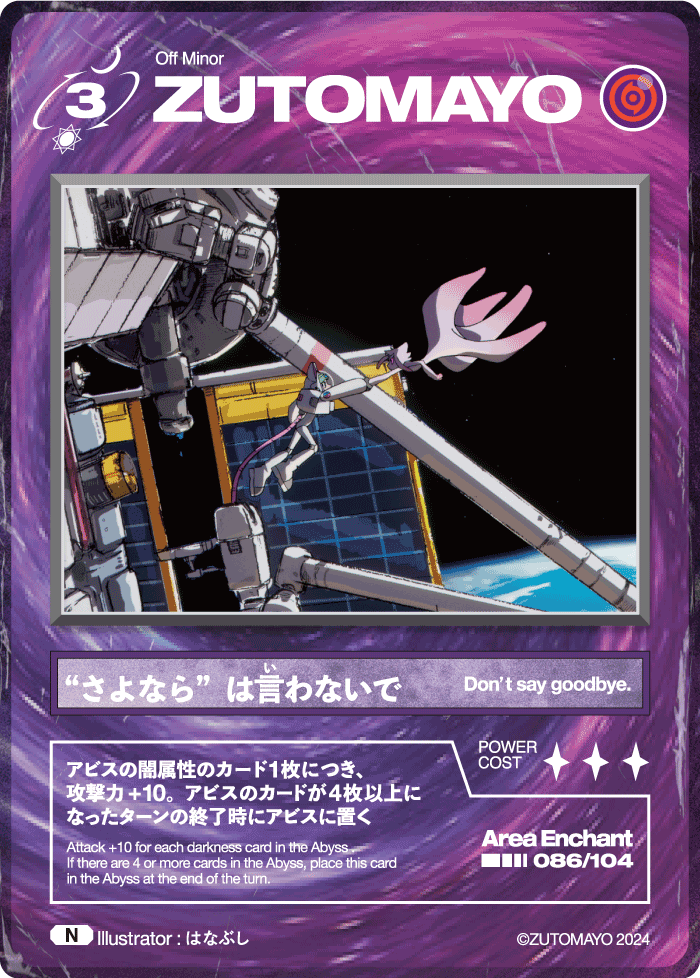 Off Minor
3
ZUTOMAYO
“さよなら”は言わないで
い
Don't say goodbye.
アビスの闇属性のカード1枚につき、
攻撃力+10。アビスのカードが4枚以上に
なったターンの終了時にアビスに置く
Attack +10 for each darkness card in the Abyss .
If there are 4 or more cards in the Abyss, place this card
in the Abyss at the end of the turn.
POWER
COST
Area Enchant
086/104
N
Illustrator : はなぶし
©ZUTOMAYO 2024